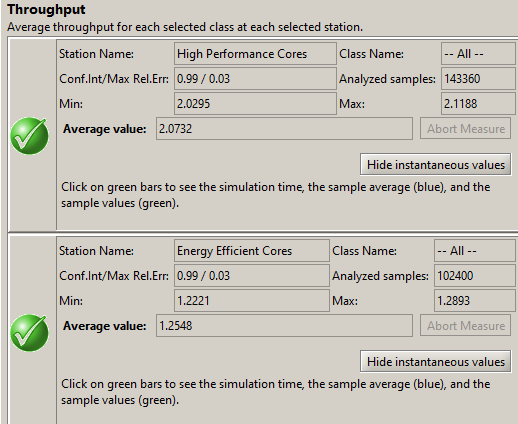 Throughput
Average throughput for each selected class at each selected station.
Station Name: High Performance Cores Class Name: -- All --
Conf.Int/Max Rel.Err: 0.99 / 0.03 Analyzed samples: 143360
Min: 2.0295 Max: 2.1188
Average value: 2.0732 Abort Measure
Hide instantaneous values
Click on green bars to see the simulation time, the sample average (blue), and the
sample values (green).
Station Name: Energy Efficient Cores Class Name: -- All --
Conf.Int/Max Rel.Err: 0.99 / 0.03 Analyzed samples: 102400
Min: 1.2221 Max: 1.2893
Average value: 1.2548 Abort Measure
Hide instantaneous values
Click on green bars to see the simulation time, the sample average (blue), and the
sample values (green).